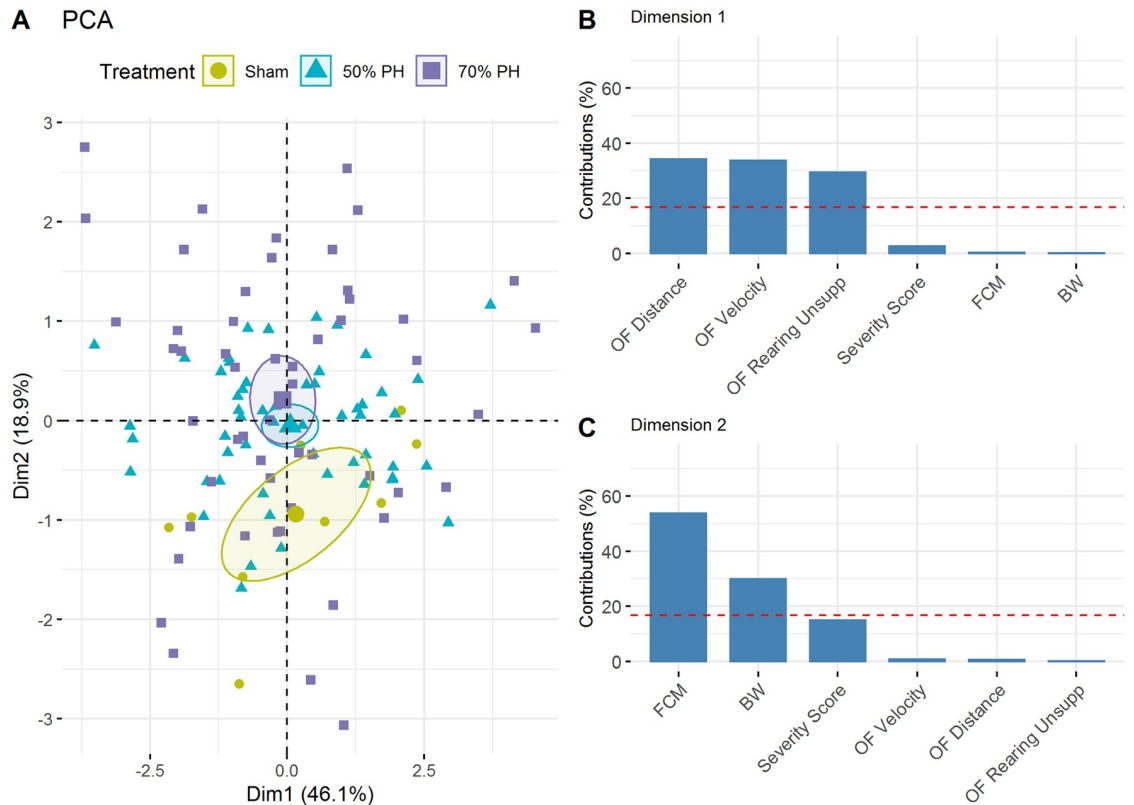 A PCA
Treatment Sham 50% PH 70% PH
3
2
1
0
-1
-2
-3
Dim2 (18.9%)
-2.5 0.0 2.5
Dim1 (46.1%)
B Dimension 1
Contributions (%)
60
40
20
0
OF Distance
OF Velocity
OF Rearing Unsupp
Severity Score
FCM
BW
C Dimension 2
Contributions (%)
60
40
20
0
FCM
BW
Severity Score
OF Velocity
OF Distance
OF Rearing Unsupp